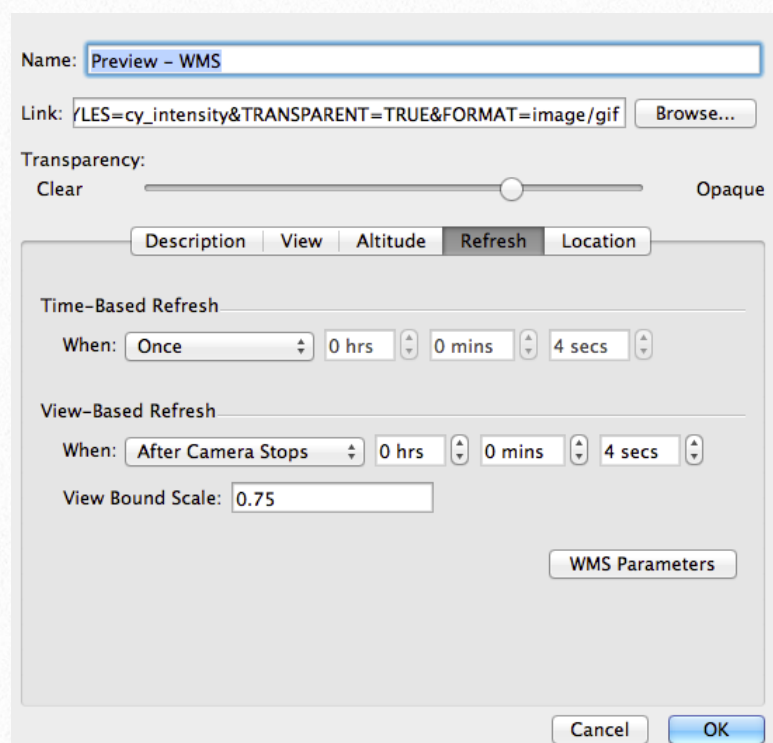 Name: Preview – WMS
Link: YLES=cy_intensity&TRANSPARENT=TRUE&FORMAT=image/gif Browse...
Transparency:
Clear Opaque
Description View Altitude Refresh Location
Time-Based Refresh
When: Once 0 hrs 0 mins 4 secs
View-Based Refresh
When: After Camera Stops 0 hrs 0 mins 4 secs
View Bound Scale: 0.75
WMS Parameters
Cancel OK